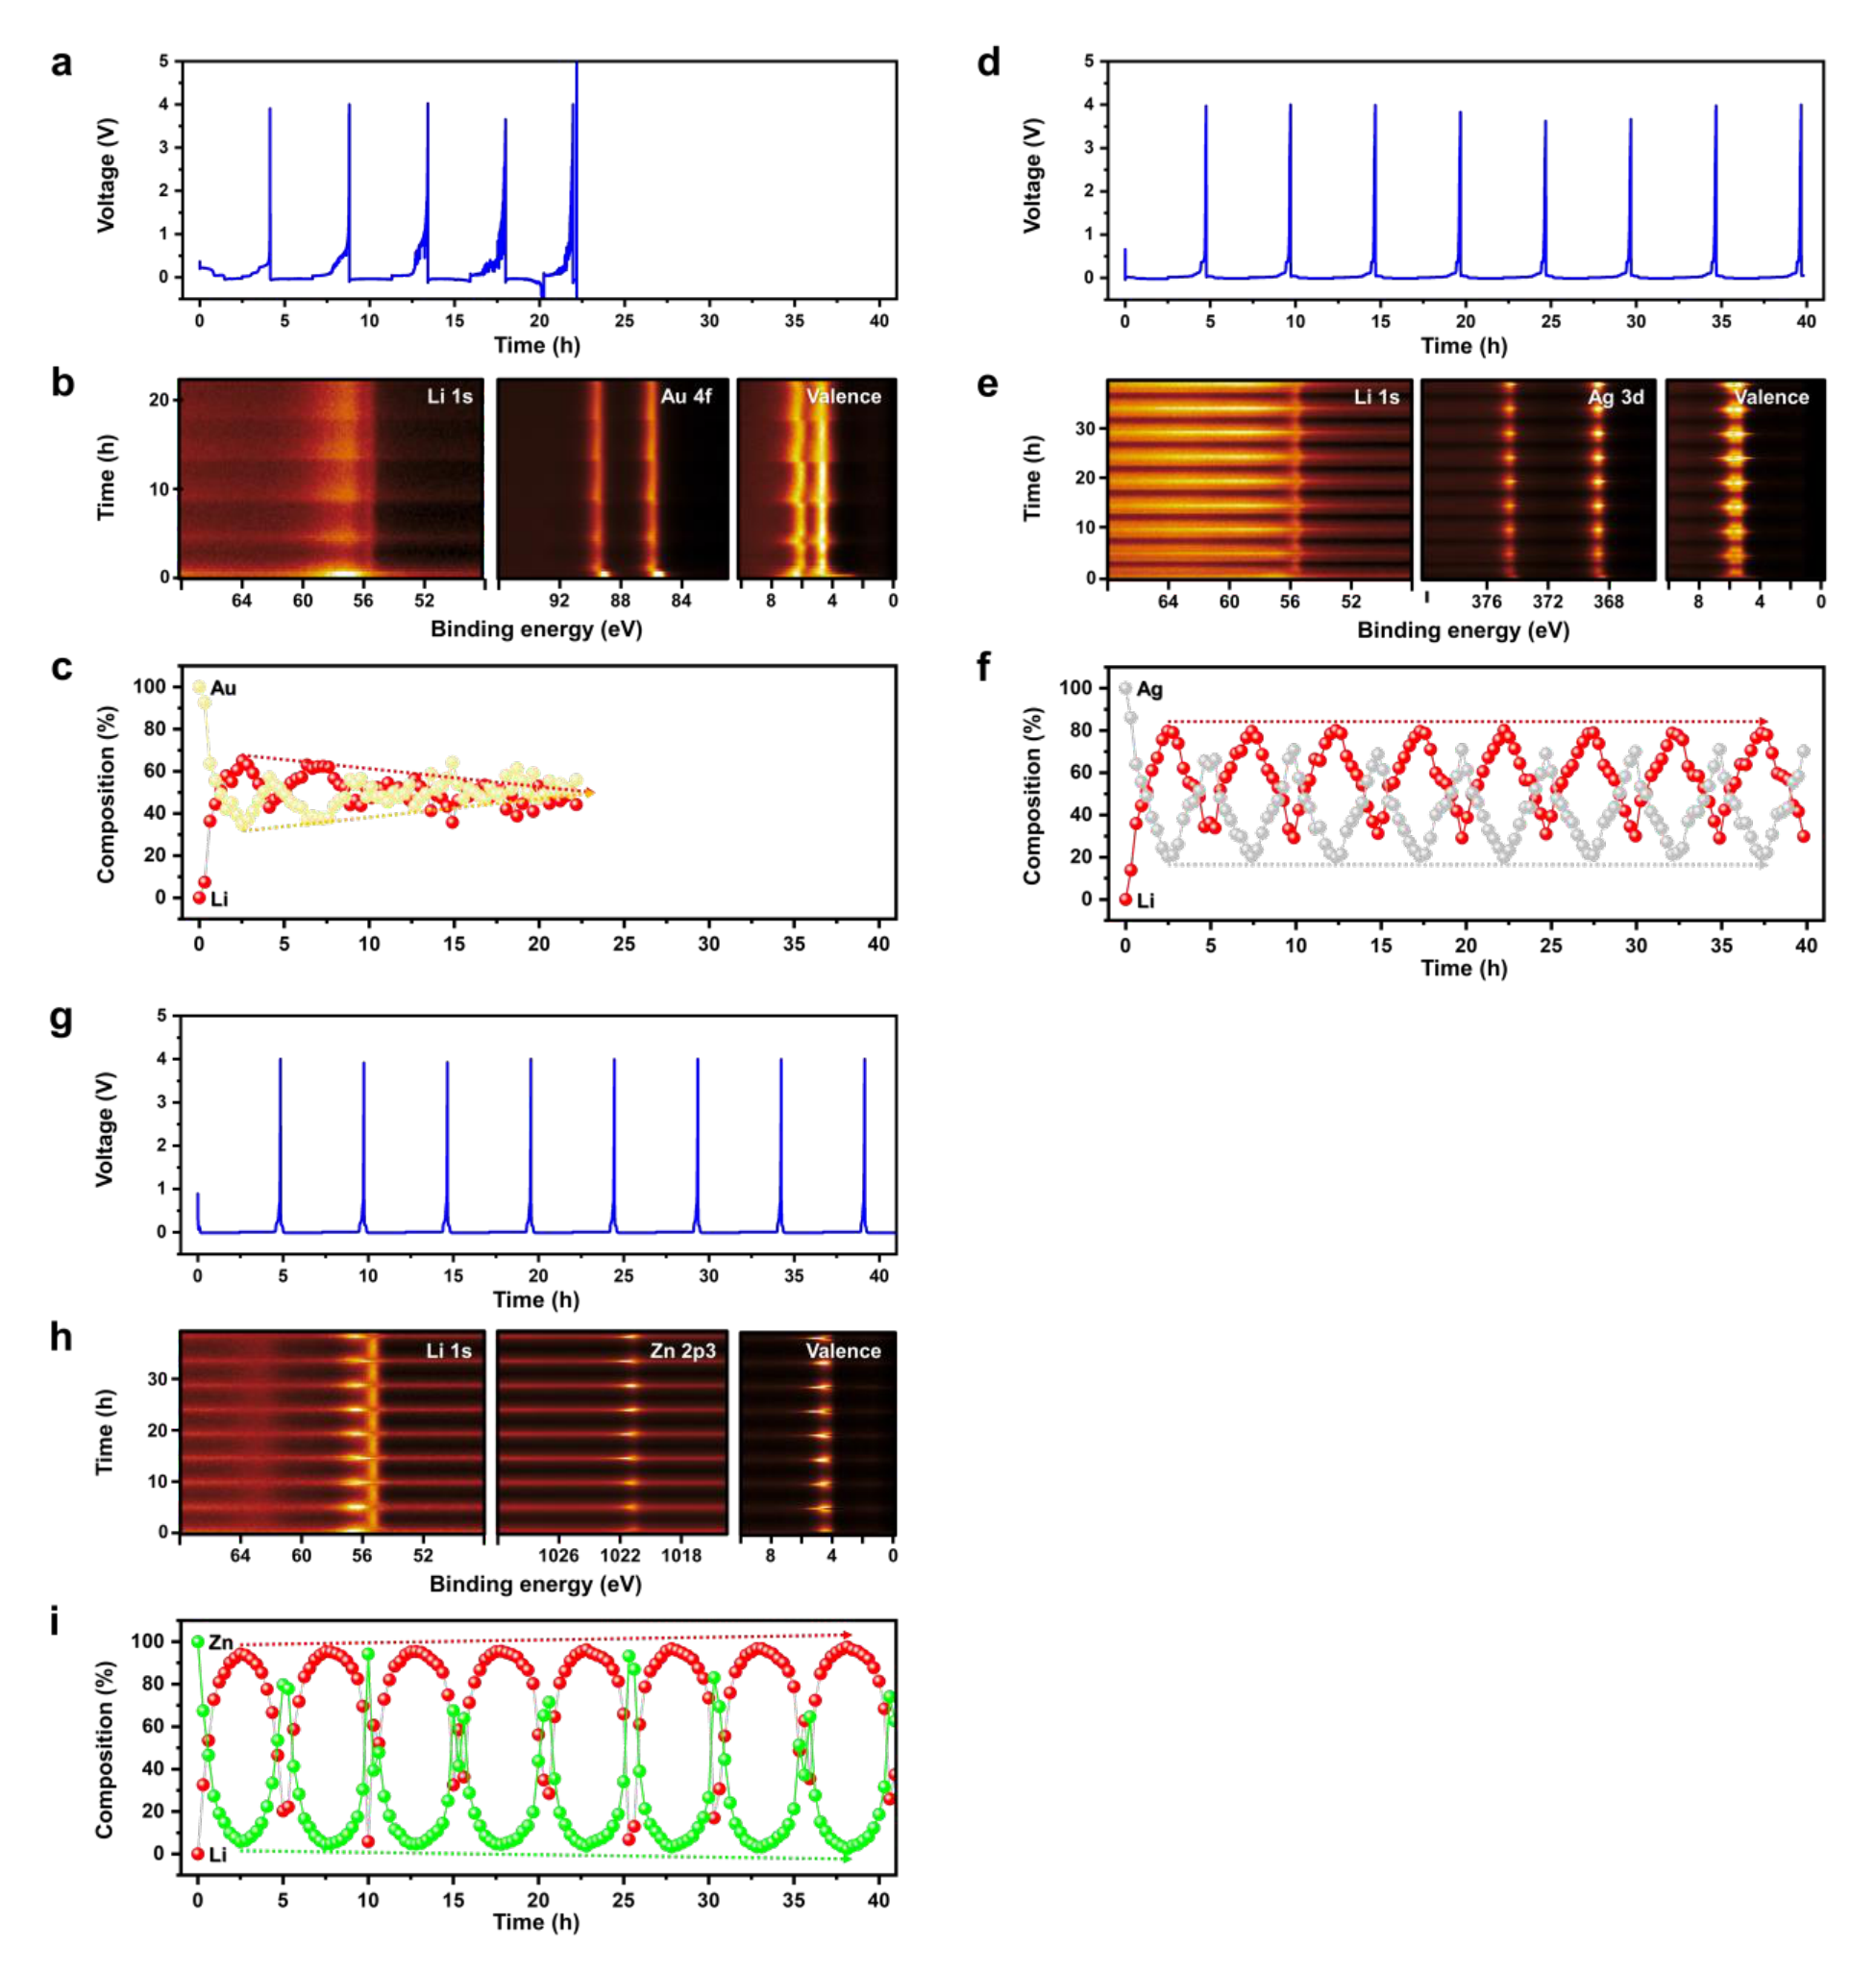 a
5
4
3
2
1
0
Voltage (V)
0 5 10 15 20 25 30 35 40
Time (h)
b
Li 1s
Au 4f
Valence
20
10
0
Time (h)
64 60 56 52
92 88 84
8 4 0
Binding energy (eV)
c
100
80
60
40
20
0
Composition (%)
Au
Li
0 5 10 15 20 25 30 35 40
d
5
4
3
2
1
0
Voltage (V)
0 5 10 15 20 25 30 35 40
Time (h)
e
Li 1s
Ag 3d
Valence
30
20
10
0
Time (h)
64 60 56 52
376 372 368
8 4 0
Binding energy (eV)
f
100
80
60
40
20
0
Composition (%)
Ag
Li
0 5 10 15 20 25 30 35 40
Time (h)
g
5
4
3
2
1
0
Voltage (V)
0 5 10 15 20 25 30 35 40
Time (h)
h
Li 1s
Zn 2p3
Valence
30
20
10
0
Time (h)
64 60 56 52
1026 1022 1018
8 4 0
Binding energy (eV)
i
100
80
60
40
20
0
Composition (%)
Zn
Li
0 5 10 15 20 25 30 35 40
Time (h)